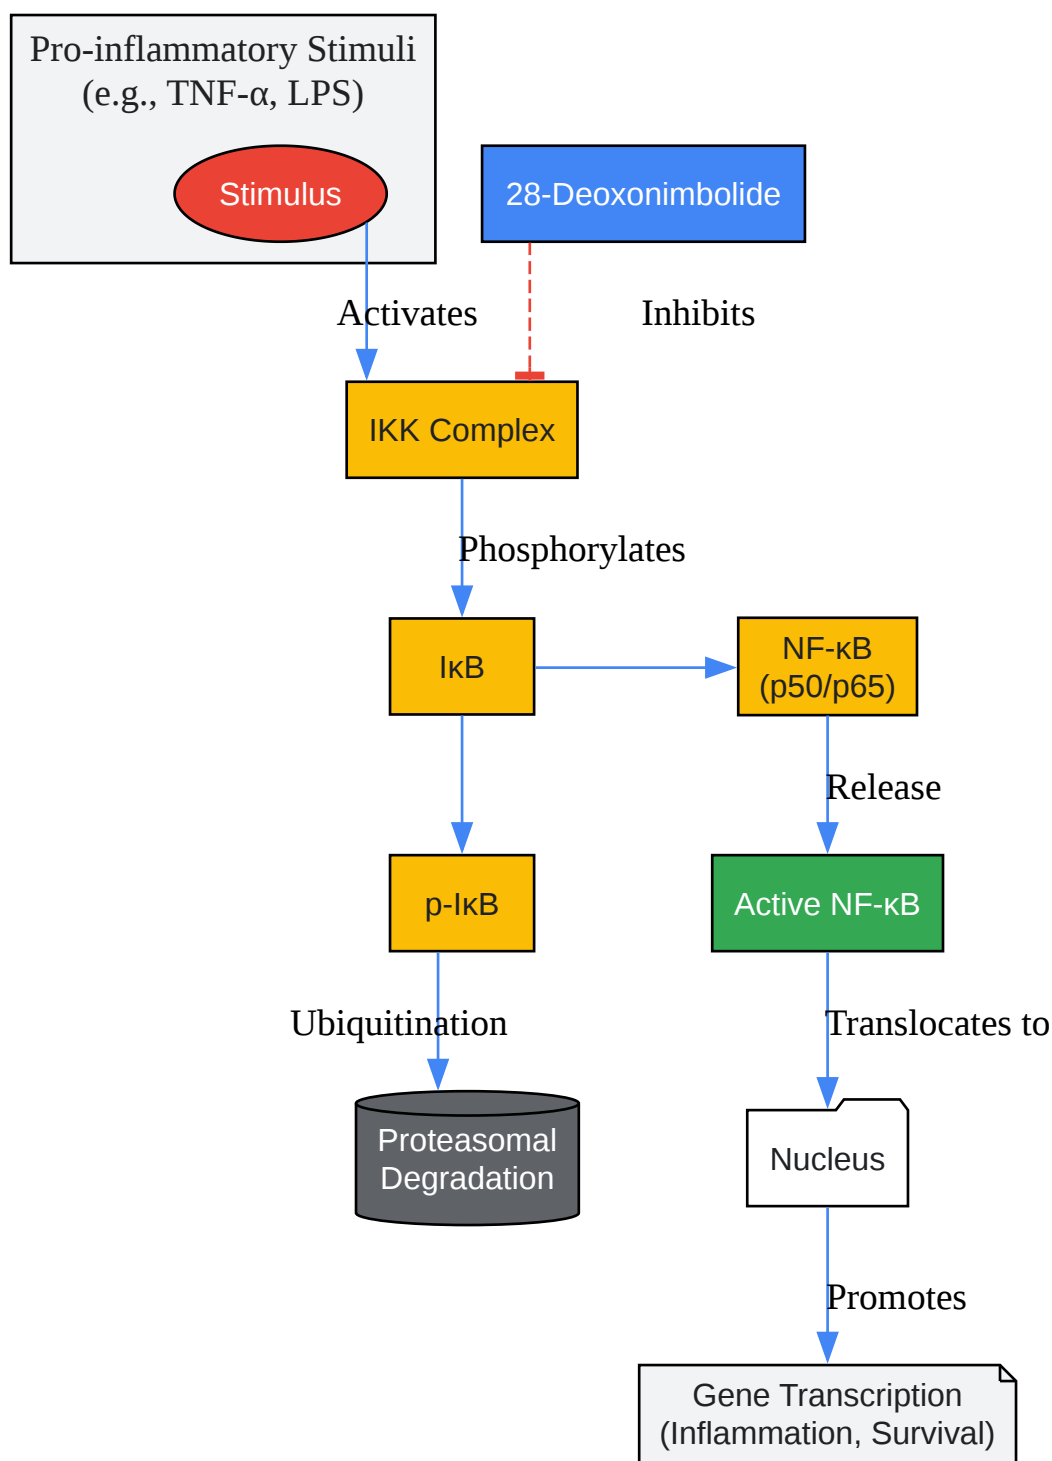 Pro-inflammatory Stimuli
(e.g., TNF-α, LPS)
Stimulus
28-Deoxonimbolide
Activates
Inhibits
IKK Complex
Phosphorylates
IκB
NF-κB
(p50/p65)
Release
p-IκB
Active NF-κB
Ubiquitination
Translocates to
Proteasomal
Degradation
Nucleus
Promotes
Gene Transcription
(Inflammation, Survival)